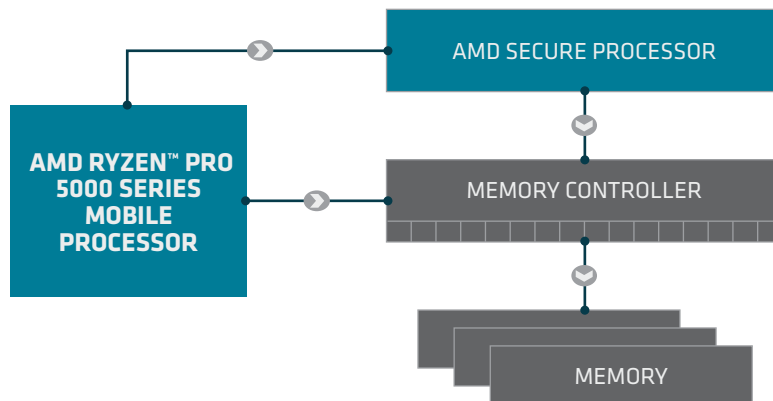 AMD SECURE PROCESSOR
AMD RYZEN™ PRO
5000 SERIES
MOBILE
PROCESSOR
MEMORY CONTROLLER
MEMORY